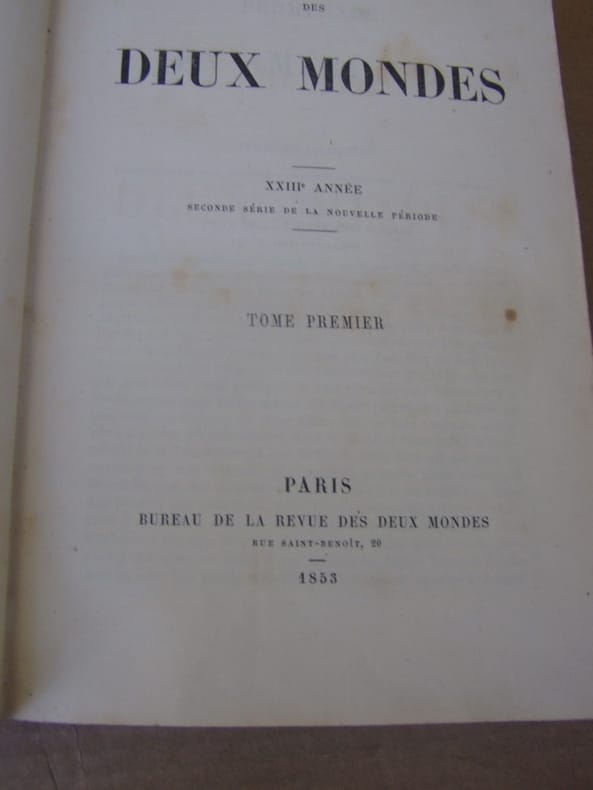 DES
DEUX MONDES
XXIIIe ANNÉE
SECONDE SÉRIE DE LA NOUVELLE PÉRIODE
TOME PREMIER
PARIS
BUREAU DE LA REVUE DES DEUX MONDES
RUE SAINT-BENOÎT, 20
1853